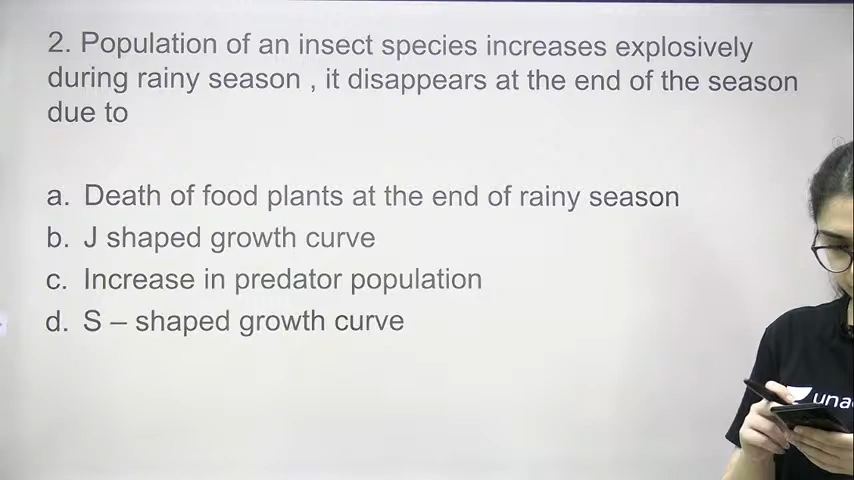 2. Population of an insect species increases explosively
during rainy season , it disappears at the end of the season
due to
a. Death of food plants at the end of rainy season
b. J shaped growth curve
c. Increase in predator population
d. S – shaped growth curve
una